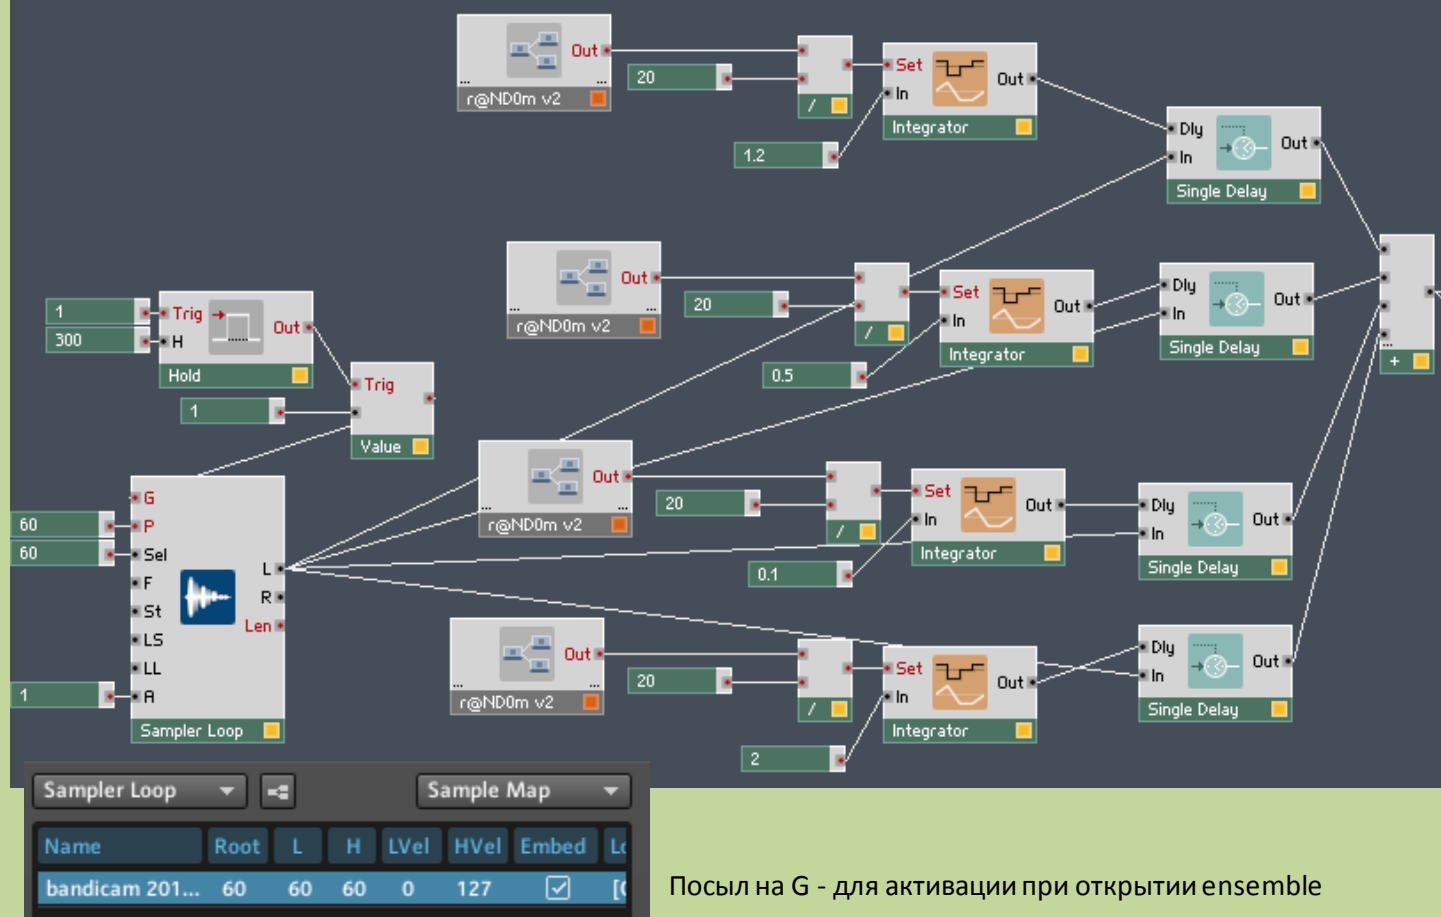 Out
r@ND0m v2
20
/
1.2
Set
In
Out
Integrator
Dly
In
Out
Single Delay
Out
r@ND0m v2
20
/
0.5
Set
In
Out
Integrator
Dly
In
Out
Single Delay
+
1
300
Trig
H
Out
Hold
1
Trig
Value
Out
r@ND0m v2
20
/
0.1
Set
In
Out
Integrator
Dly
In
Out
Single Delay
60
60
1
G
P
Sel
F
St
LS
LL
A
L
R
Len
Sampler Loop
Out
r@ND0m v2
20
/
2
Set
In
Out
Integrator
Dly
In
Out
Single Delay
Sampler Loop Sample Map
Name Root L H LVel HVel Embed
bandicam 201... 60 60 60 0 127
Посыл на G - для активации при открытии ensemble